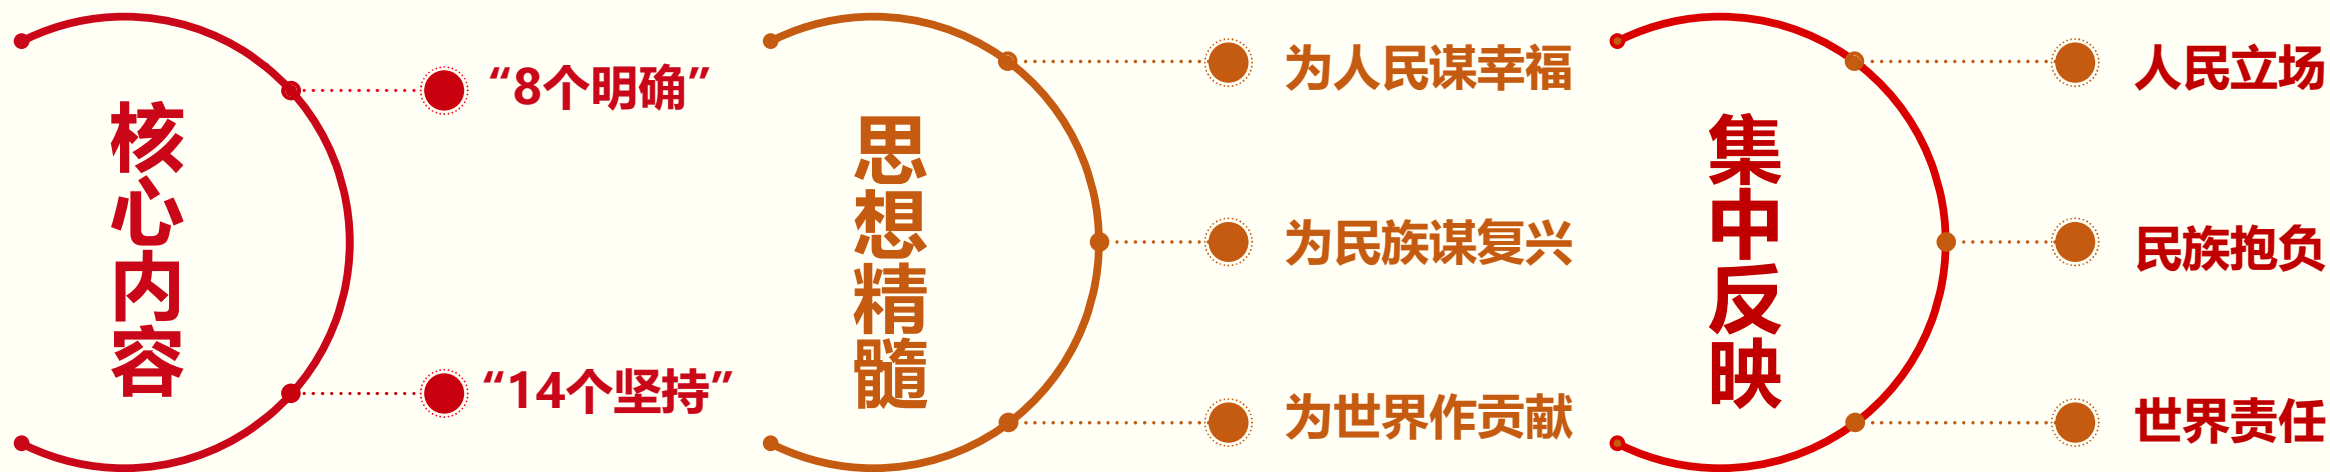 核心内容
“8个明确”
“14个坚持”
思想精髓
为人民谋幸福
为民族谋复兴
为世界作贡献
集中反映
人民立场
民族抱负
世界责任